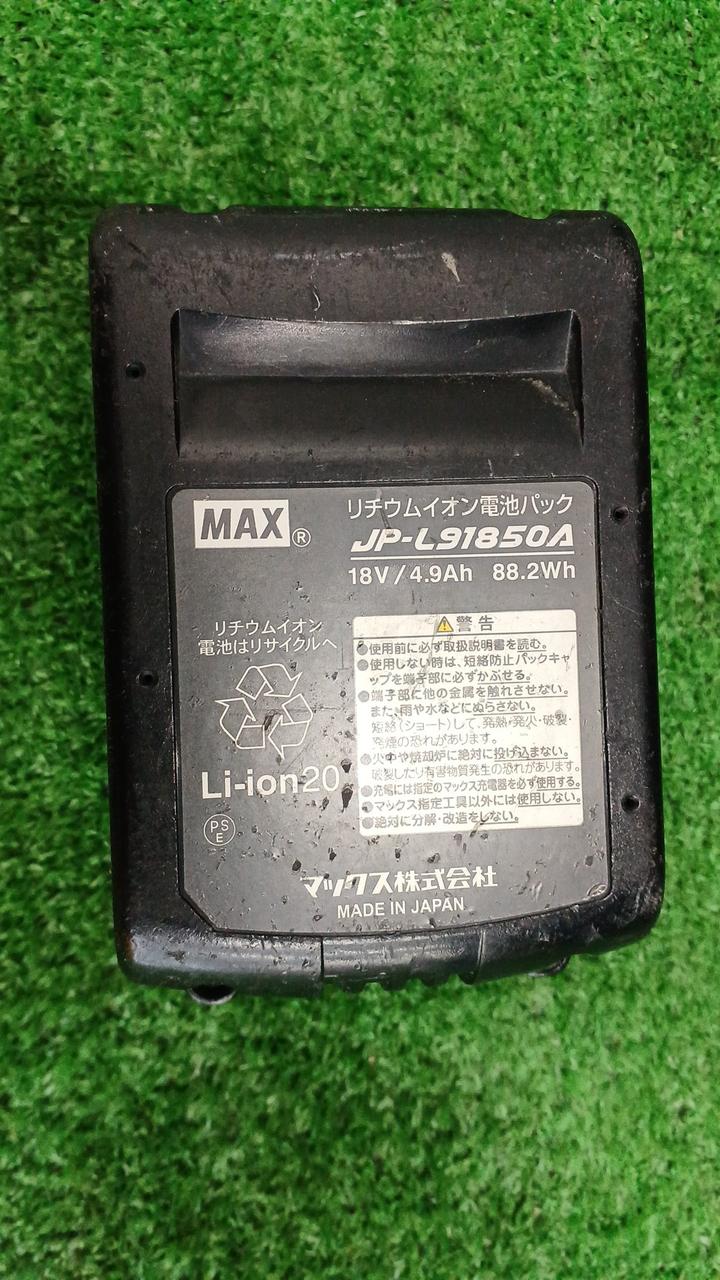 MAX®
リチウムイオン電池パック
JP-L91850A
18V/4.9Ah 88.2Wh
リチウムイオン
電池はリサイクルへ
Li-ion20
PS
E
⚠警告
●使用前に必ず取扱説明書を読む。
●使用しない時は、短絡防止パックキャ
ップを端子部に必ずかぶせる。
●端子部に他の金属を触れさせない。
また、雨や水などにぬらさない。
短絡(ショート)して、発熱・発火・破裂・
発煙の恐れがあります。
●火中や焼却炉に絶対に投げ込まない。
破裂したり有害物質発生の恐れがあります。
●充電には指定のマックス充電器を必ず使用する。
●マックス指定工具以外には使用しない。
●絶対に分解・改造をしない。
マックス株式会社
MADE IN JAPAN